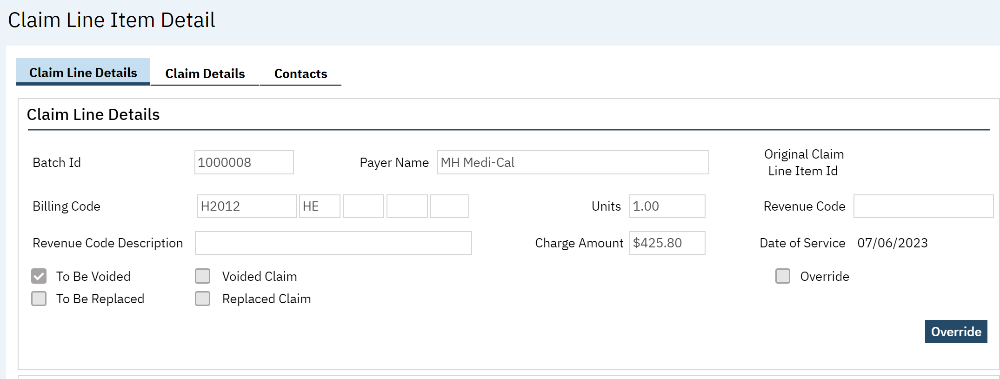 Claim Line Item Detail
Claim Line Details Claim Details Contacts
Claim Line Details
Batch Id 1000008 Payer Name MH Medi-Cal Original Claim
Line Item Id
Billing Code H2012 HE Units 1.00 Revenue Code
Revenue Code Description Charge Amount $425.80 Date of Service 07/06/2023
To Be Voided Voided Claim Override
To Be Replaced Replaced Claim
Override